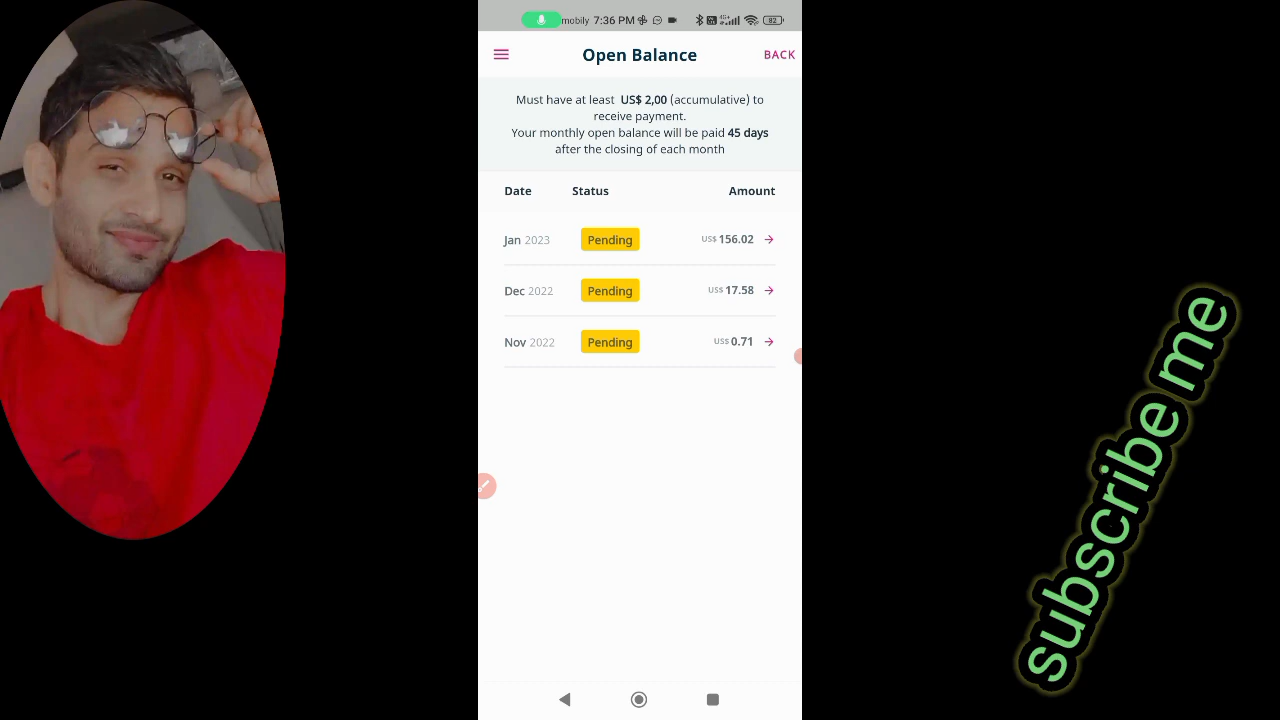 mobily 7:36 PM
4G+
82
Open Balance
BACK
Must have at least US$ 2,00 (accumulative) to
receive payment.
Your monthly open balance will be paid 45 days
after the closing of each month
Date Status Amount
Jan 2023 Pending US$ 156.02
Dec 2022 Pending US$ 17.58
Nov 2022 Pending US$ 0.71
subscribe me